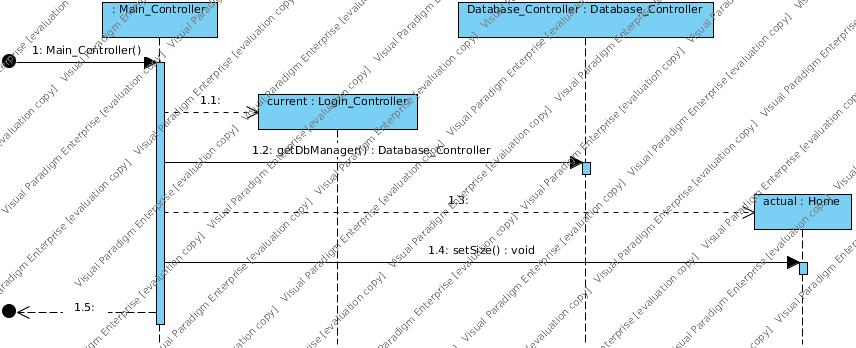 : Main_Controller
Database_Controller : Database_Controller
1: Main_Controller()
1.1:
current : Login_Controller
1.2: getDbManager() : Database_Controller
1.3:
actual : Home
1.4: setSize() : void
1.5:
Visual Paradigm Enterprise [evaluation copy]